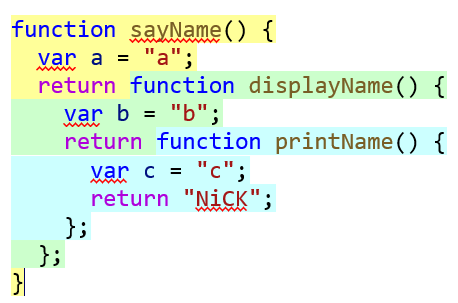 function sayName() {
  var a = "a";
  return function displayName() {
    var b = "b";
    return function printName() {
      var c = "c";
      return "NiCK";
    };
  };
}